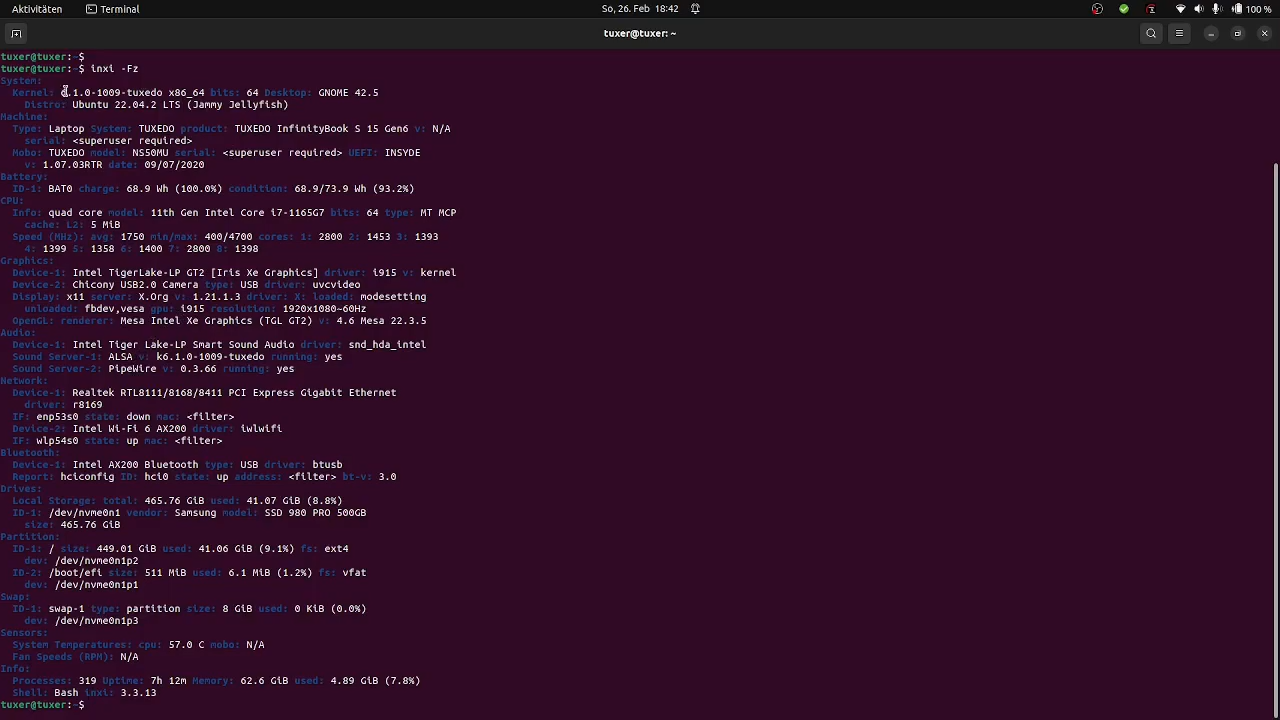 Aktivitäten Terminal So, 26. Feb 18:42 100 %
tuxer@tuxer: ~
tuxer@tuxer:~$
tuxer@tuxer:~$ inxi -Fz
System:
Kernel: 6.1.0-1009-tuxedo x86_64 bits: 64 Desktop: GNOME 42.5
Distro: Ubuntu 22.04.2 LTS (Jammy Jellyfish)
Machine:
Type: Laptop System: TUXEDO product: TUXEDO InfinityBook S 15 Gen6 v: N/A
serial: <superuser required>
Mobo: TUXEDO model: NS50MU serial: <superuser required> UEFI: INSYDE
v: 1.07.03RTR date: 09/07/2020
Battery:
ID-1: BAT0 charge: 68.9 Wh (100.0%) condition: 68.9/73.9 Wh (93.2%)
CPU:
Info: quad core model: 11th Gen Intel Core i7-1165G7 bits: 64 type: MT MCP
cache: L2: 5 MiB
Speed (MHz): avg: 1750 min/max: 400/4700 cores: 1: 2800 2: 1453 3: 1393
4: 1399 5: 1358 6: 1400 7: 2800 8: 1398
Graphics:
Device-1: Intel TigerLake-LP GT2 [Iris Xe Graphics] driver: i915 v: kernel
Device-2: Chicony USB2.0 Camera type: USB driver: uvcvideo
Display: x11 server: X.Org v: 1.21.1.3 driver: X: loaded: modesetting
unloaded: fbdev,vesa gpu: i915 resolution: 1920x1080~60Hz
OpenGL: renderer: Mesa Intel Xe Graphics (TGL GT2) v: 4.6 Mesa 22.3.5
Audio:
Device-1: Intel Tiger Lake-LP Smart Sound Audio driver: snd_hda_intel
Sound Server-1: ALSA v: k6.1.0-1009-tuxedo running: yes
Sound Server-2: PipeWire v: 0.3.66 running: yes
Network:
Device-1: Realtek RTL8111/8168/8411 PCI Express Gigabit Ethernet
driver: r8169
IF: enp53s0 state: down mac: <filter>
Device-2: Intel Wi-Fi 6 AX200 driver: iwlwifi
IF: wlp54s0 state: up mac: <filter>
Bluetooth:
Device-1: Intel AX200 Bluetooth type: USB driver: btusb
Report: hciconfig ID: hci0 state: up address: <filter> bt-v: 3.0
Drives:
Local Storage: total: 465.76 GiB used: 41.07 GiB (8.8%)
ID-1: /dev/nvme0n1 vendor: Samsung model: SSD 980 PRO 500GB
size: 465.76 GiB
Partition:
ID-1: / size: 449.01 GiB used: 41.06 GiB (9.1%) fs: ext4
dev: /dev/nvme0n1p2
ID-2: /boot/efi size: 511 MiB used: 6.1 MiB (1.2%) fs: vfat
dev: /dev/nvme0n1p1
Swap:
ID-1: swap-1 type: partition size: 8 GiB used: 0 KiB (0.0%)
dev: /dev/nvme0n1p3
Sensors:
System Temperatures: cpu: 57.0 C mobo: N/A
Fan Speeds (RPM): N/A
Info:
Processes: 319 Uptime: 7h 12m Memory: 62.6 GiB used: 4.89 GiB (7.8%)
Shell: Bash inxi: 3.3.13
tuxer@tuxer:~$